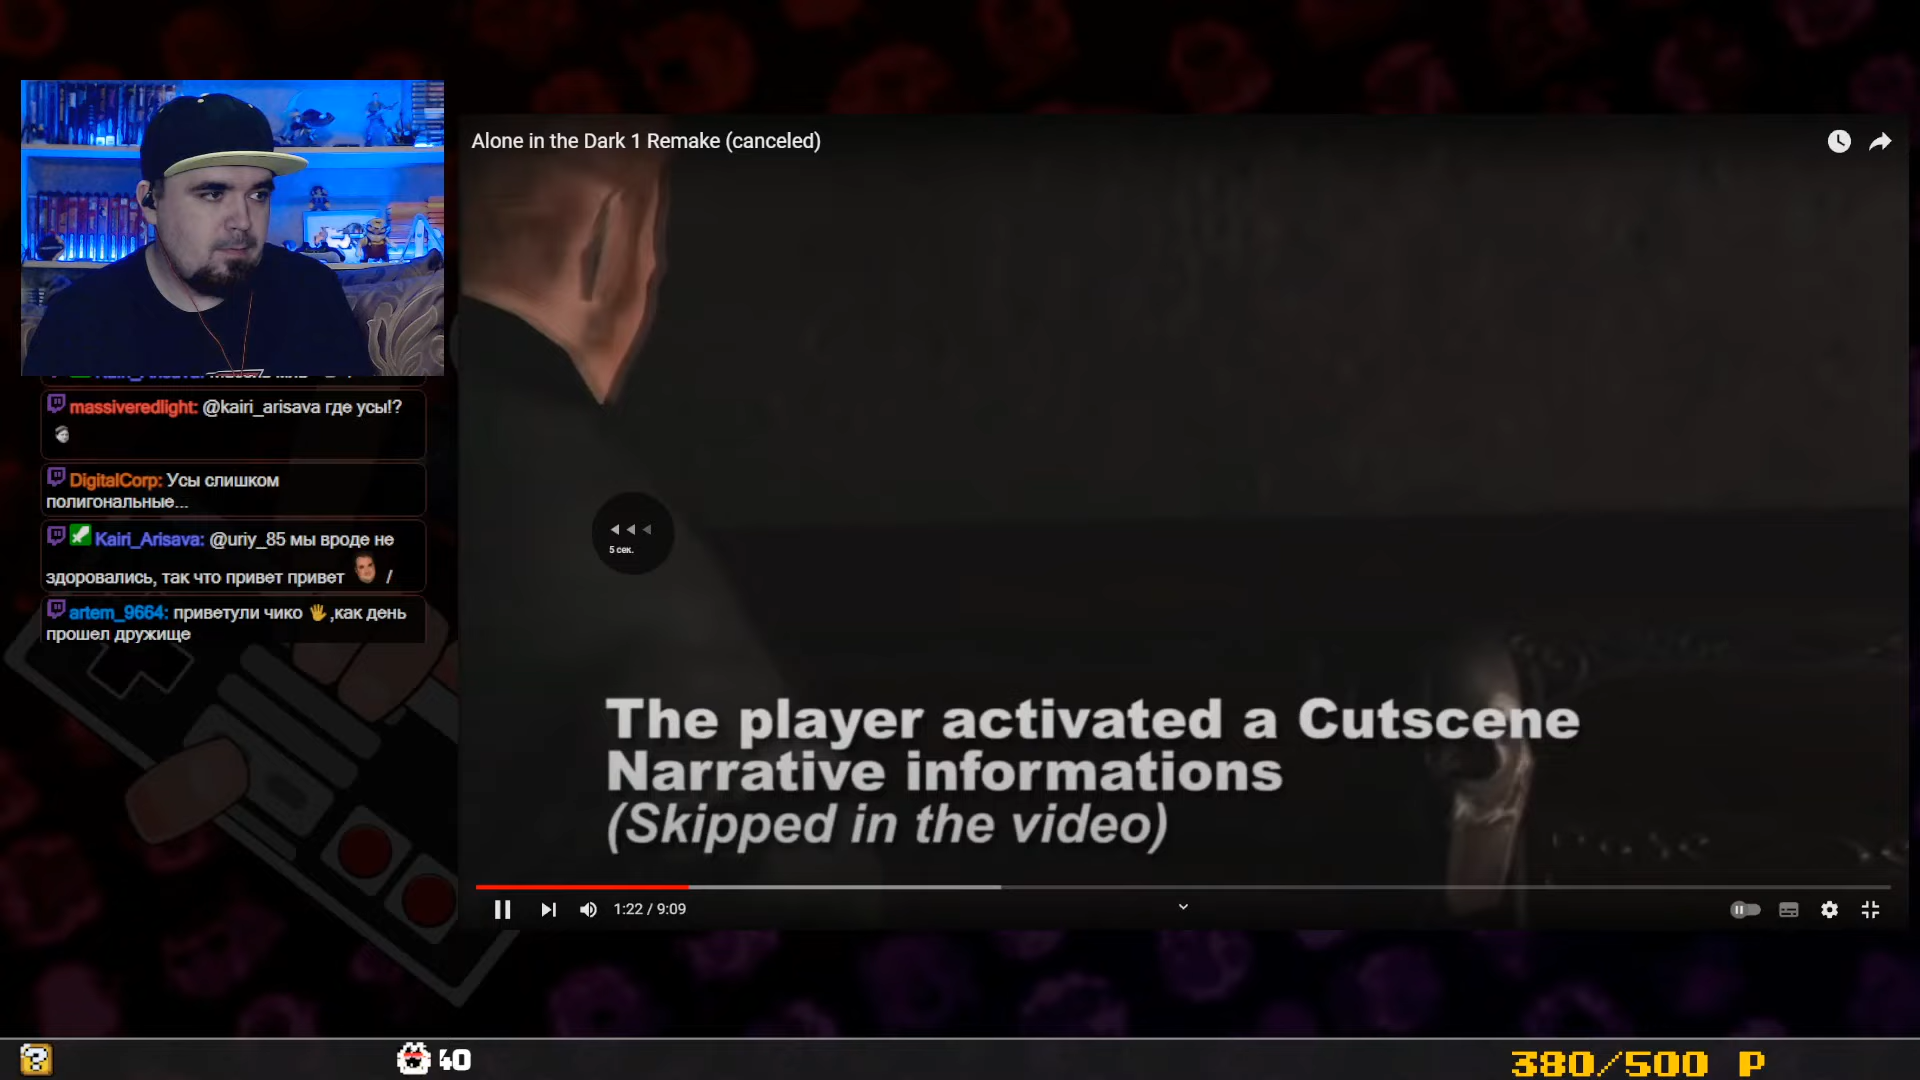 Alone in the Dark 1 Remake (canceled)
massiveredlight: @kairi_arisava где усы!?
DigitalCorp: Усы слишком
полигональные...
Kairi_Arisava: @uriy_85 мы вроде не
здоровались, так что привет привет /
artem_9664: приветули чико 🖐,как день
прошел дружище
5 сек.
The player activated a Cutscene
Narrative informations
(Skipped in the video)
1:22 / 9:09
40
380/500 P